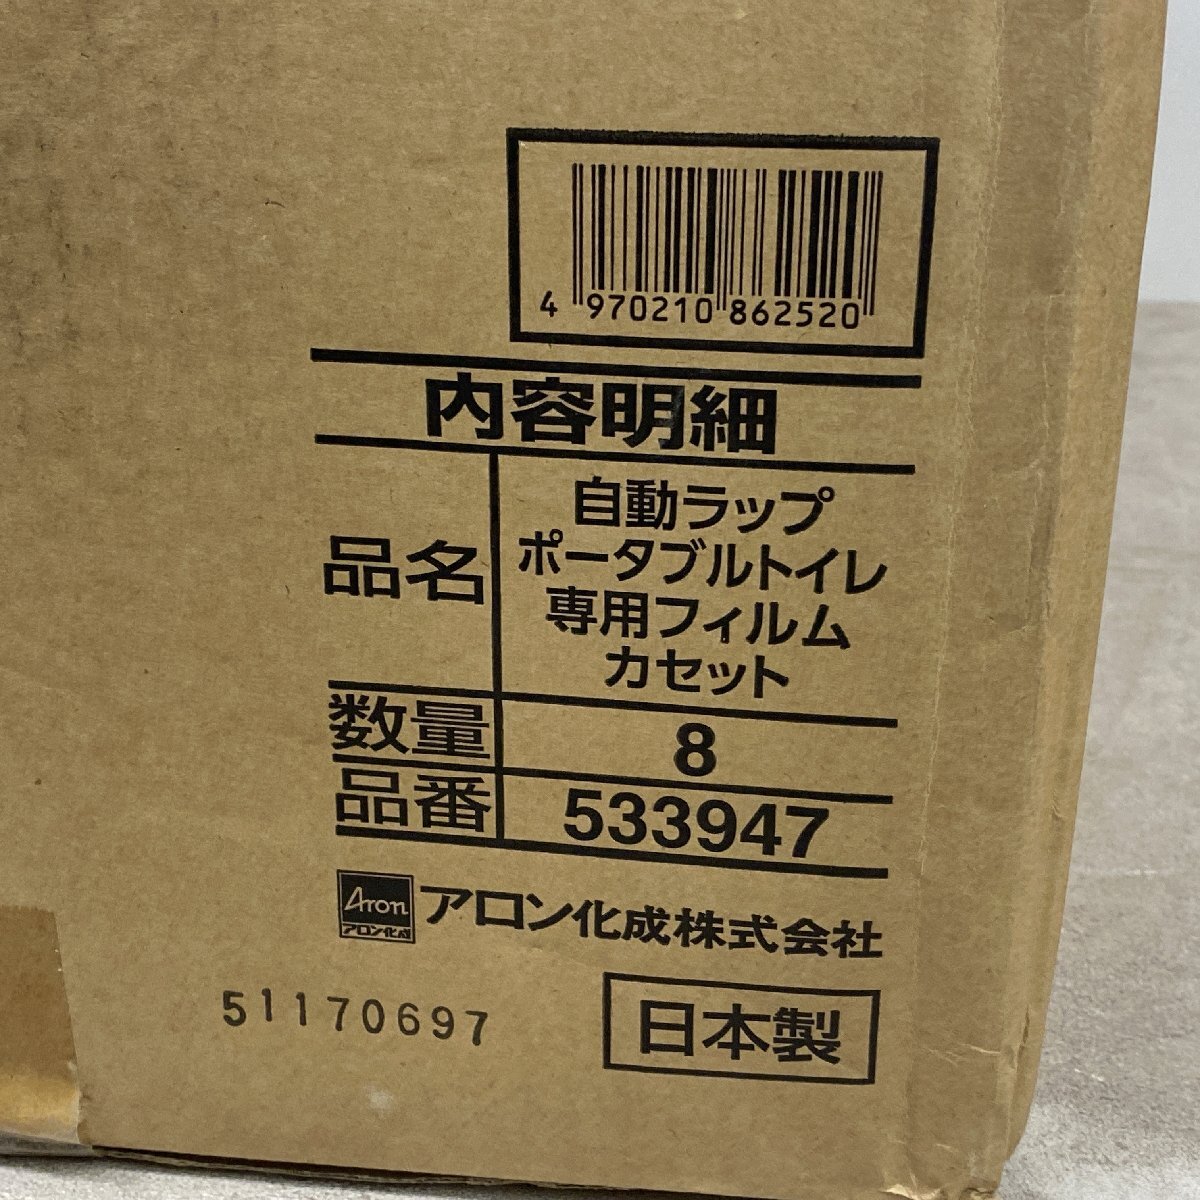 4 970210 862520
内容明細
品名
自動ラップ
ポータブルトイレ
専用フィルム
カセット
数量 8
品番 533947
Aron
アロン化成
アロン化成株式会社
51170697
日本製